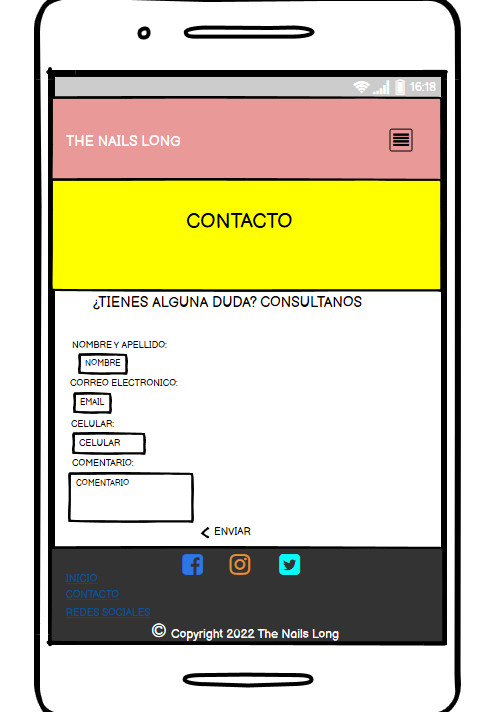 16:18
THE NAILS LONG
CONTACTO
¿TIENES ALGUNA DUDA? CONSULTANOS
NOMBRE Y APELLIDO:
NOMBRE
CORREO ELECTRONICO:
EMAIL
CELULAR:
CELULAR
COMENTARIO:
COMENTARIO
ENVIAR
INICIO
CONTACTO
REDES SOCIALES
© Copyright 2022 The Nails Long